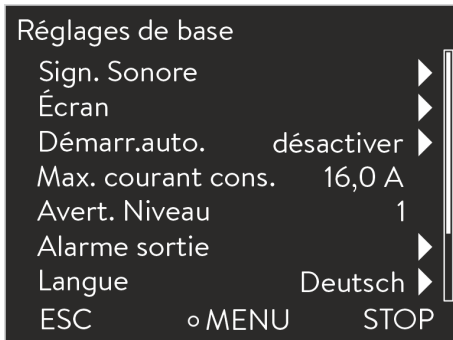 Réglages de base
Sign. Sonore
Écran
Démarr.auto. désactiver
Max. courant cons. 16,0 A
Avert. Niveau 1
Alarme sortie
Langue Deutsch
ESC MENU STOP